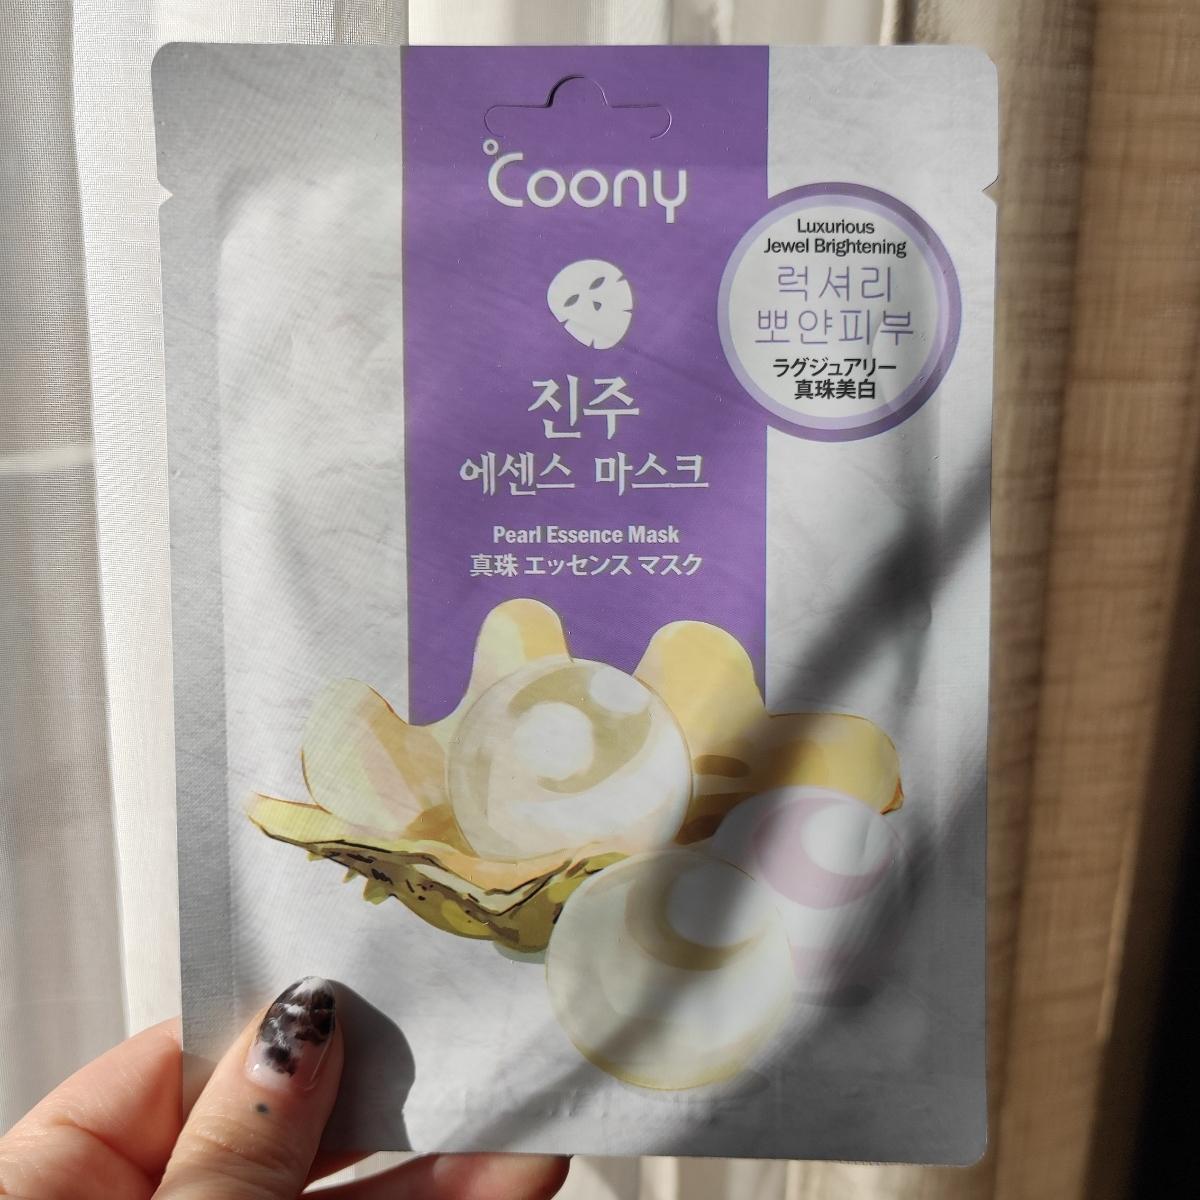 °Coony
Luxurious
Jewel Brightening
럭셔리
뽀얀피부
ラグジュアリー
真珠美白
진주
에센스 마스크
Pearl Essence Mask
真珠 エッセンス マスク